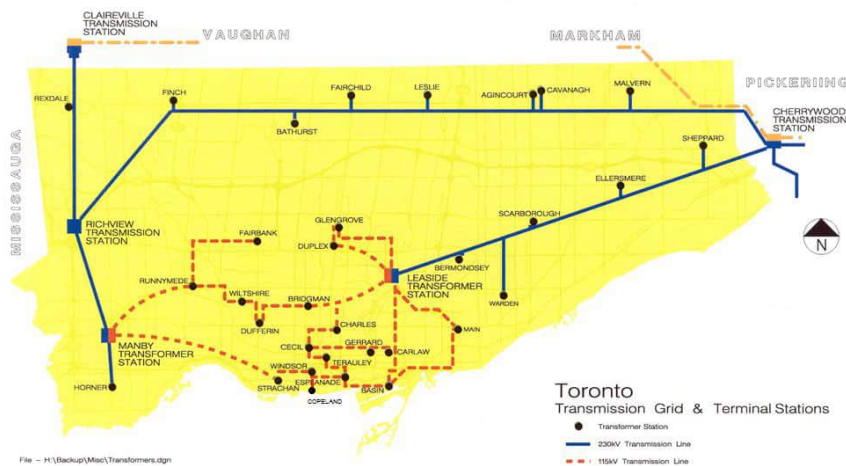 CLAIREVILLE
TRANSMISSION
STATION
VAUGHAN
MARKHAM
PICKERIING
MISSISSAUGA
REXDALE
FINCH
BATHURST
FAIRCHILD
LESLIE
AGINCOURT
CAVANAGH
MALVERN
CHERRYWOOD
TRANSMISSION
STATION
SHEPPARD
ELLERSMERE
SCARBOROUGH
RICHVIEW
TRANSMISSION
STATION
FAIRBANK
GLENGROVE
DUPLEX
BERMONDSEY
LEASIDE
TRANSFORMER
STATION
WARDEN
RUNNYMEDE
WILTSHIRE
BRIDGMAN
DUFFERIN
CHARLES
MAIN
MANBY
TRANSFORMER
STATION
CECIL
GERRARD
CARLAW
TERAULEY
WINDSOR
ESPLANADE
STRACHAN
BASIN
HORNER
COPELAND
N
Toronto
Transmission Grid & Terminal Stations
Transformer Station
230kV Transmission Line
115kV Transmission Line
File - H:\Backup\Misc\Transformers.dgn